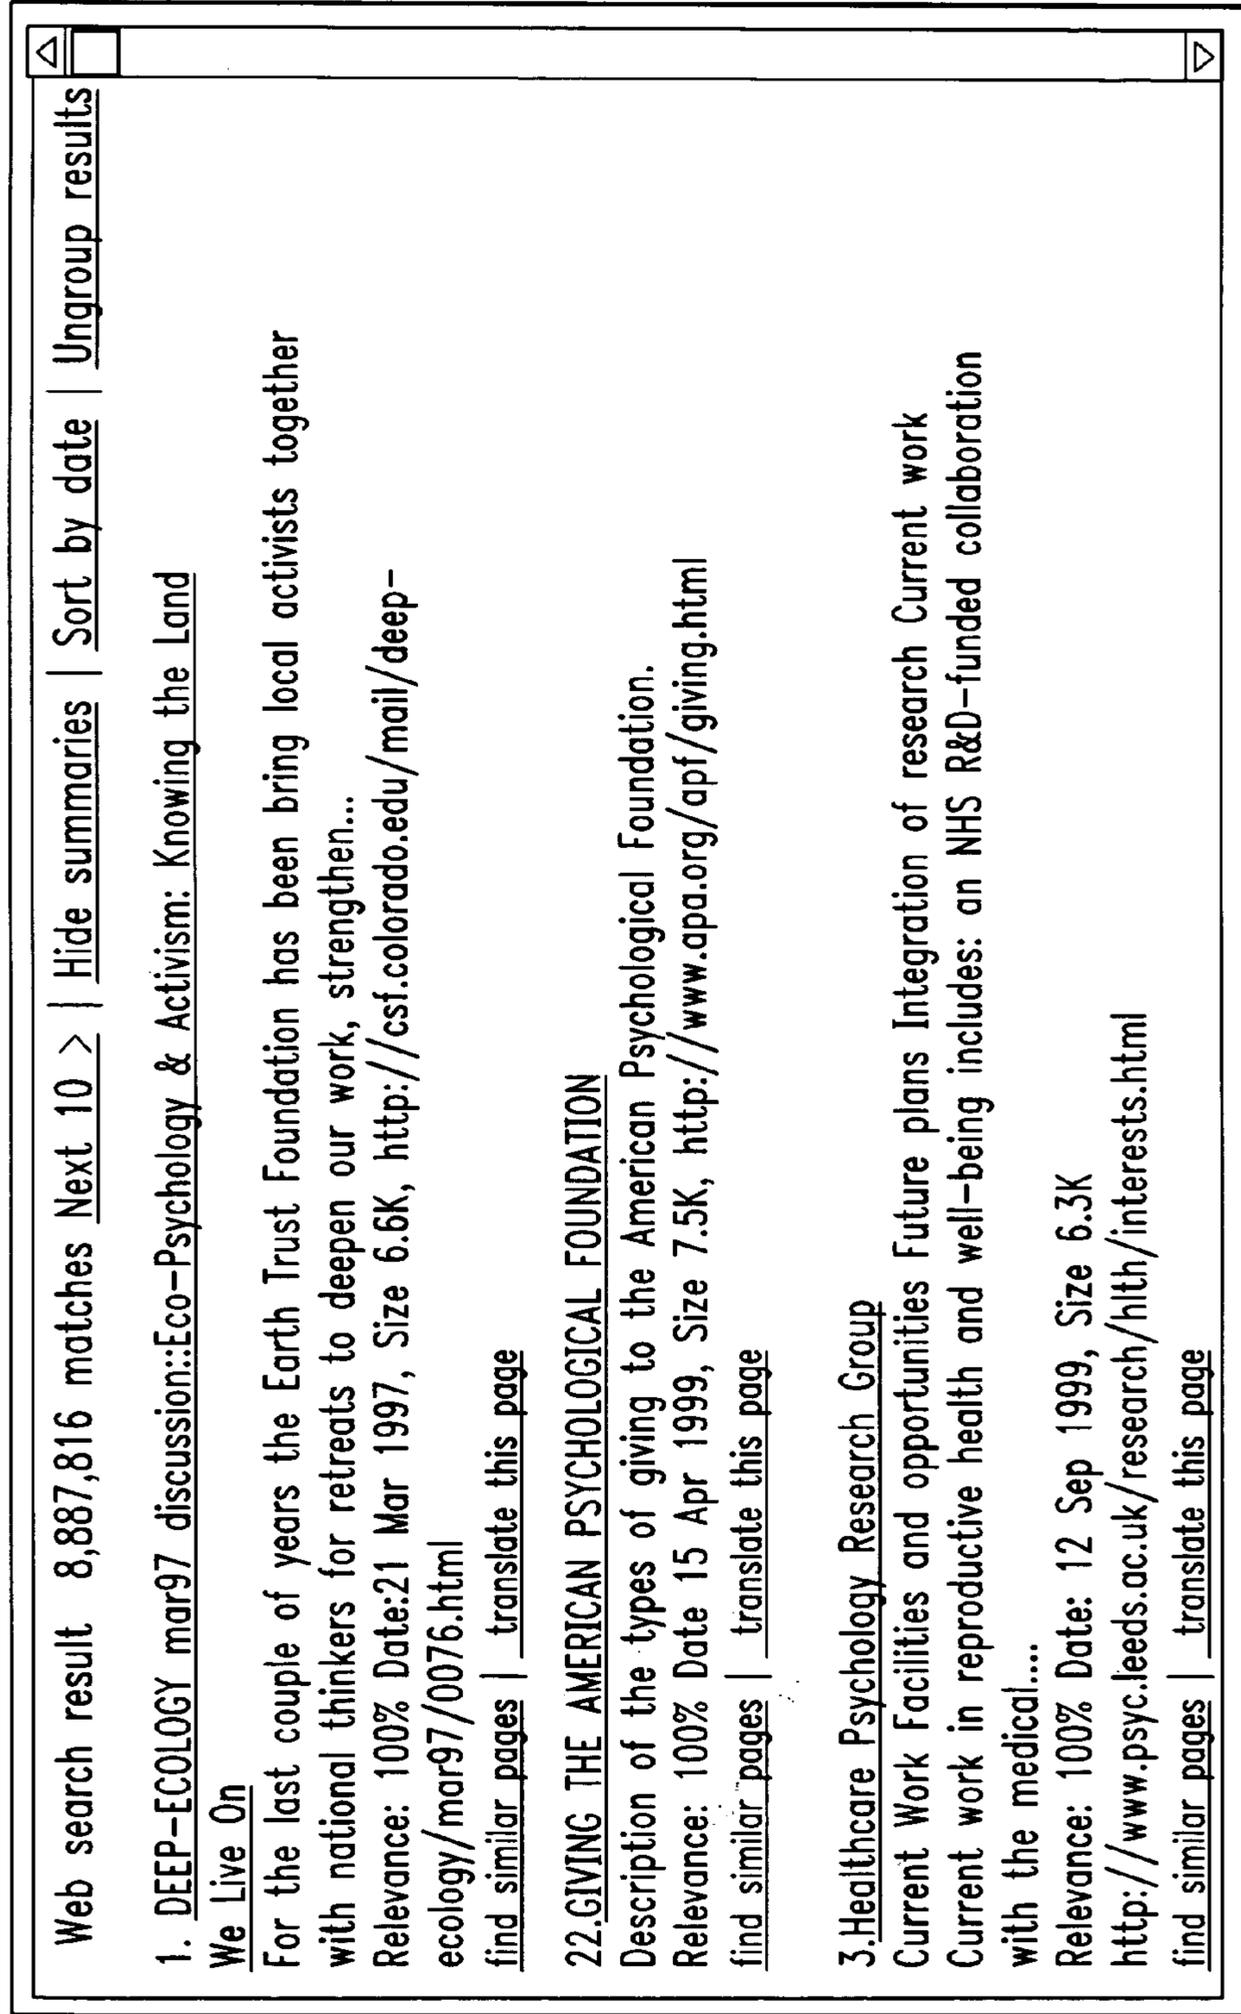 Web search result 8,887,816 matches Next 10 > | Hide summaries | Sort by date | Ungroup results
1. DEEP-ECOLOGY mar97 discussion::Eco-Psychology & Activism: Knowing the Land
We Live On
For the last couple of years the Earth Trust Foundation has been bring local activists together
with national thinkers for retreats to deepen our work, strengthen...
Relevance: 100% Date:21 Mar 1997, Size 6.6K, http://csf.colorado.edu/mail/deep-
ecology/mar97/0076.html
find similar pages | translate this page
22.GIVING THE AMERICAN PSYCHOLOGICAL FOUNDATION
Description of the types of giving to the American Psychological Foundation.
Relevance: 100% Date 15 Apr 1999, Size 7.5K, http://www.apa.org/apf/giving.html
find similar pages | translate this page
3.Healthcare Psychology Research Group
Current Work Facilities and opportunities Future plans Integration of research Current work
Current work in reproductive health and well-being includes: an NHS R&D-funded collaboration
with the medical....
Relevance: 100% Date: 12 Sep 1999, Size 6.3K
http://www.psyc.leeds.ac.uk/research/hlth/interests.html
find similar pages | translate this page